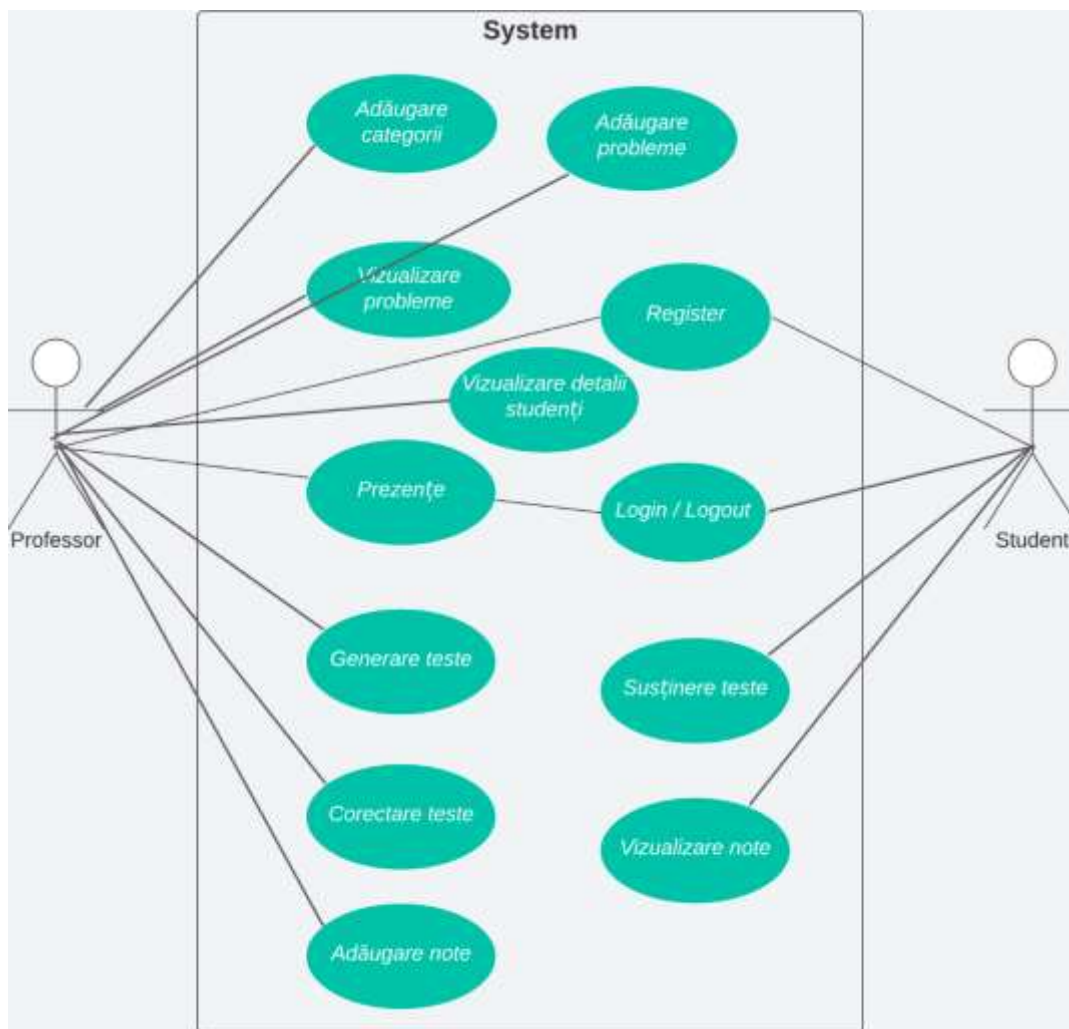 System
Adăugare
categorii
Adăugare
probleme
Vizualizare
probleme
Register
Vizualizare detalii
studenți
Prezențe
Login / Logout
Professor
Student
Generare teste
Susținere teste
Corectare teste
Vizualizare note
Adăugare note